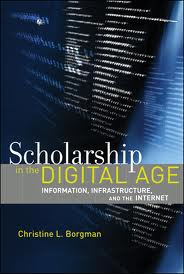 Scholarship
in the DIGITAL AGE
INFORMATION, INFRASTRUCTURE,
AND THE INTERNET
Christine L. Borgman